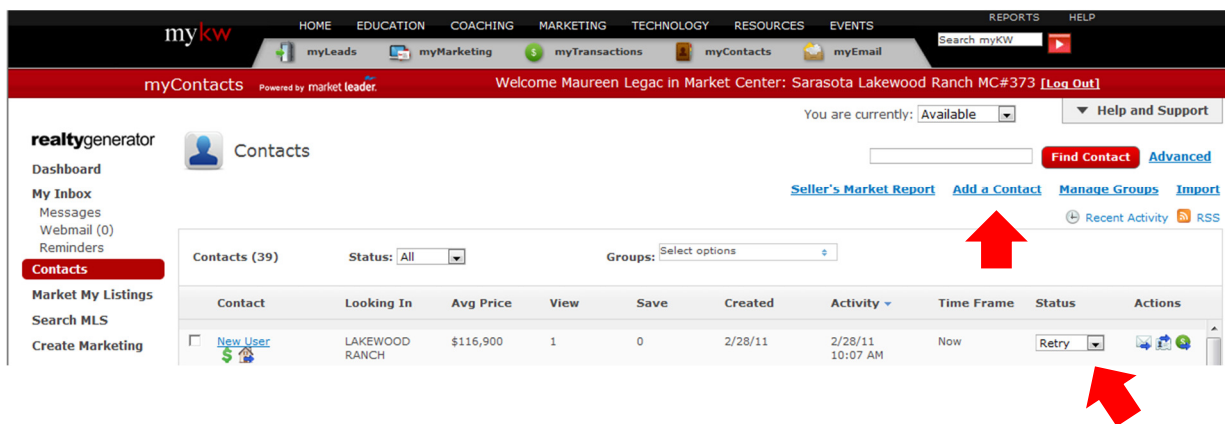 REPORTS HELP
mykw HOME EDUCATION COACHING MARKETING TECHNOLOGY RESOURCES EVENTS
Search myKW
myLeads myMarketing $ myTransactions myContacts myEmail
myContacts Powered by market leader. Welcome Maureen Legac in Market Center: Sarasota Lakewood Ranch MC#373 [Log Out]
You are currently: Available Help and Support
realtygenerator
Contacts Find Contact Advanced
Dashboard
My Inbox Seller's Market Report Add a Contact Manage Groups Import
Messages Recent Activity RSS
Webmail (0)
Reminders
Contacts (39) Status: All Groups: Select options
Contacts
Market My Listings
Contact Looking In Avg Price View Save Created Activity Time Frame Status Actions
Search MLS
Create Marketing
New User LAKEWOOD RANCH $116,900 1 0 2/28/11 2/28/11 10:07 AM Now Retry
$